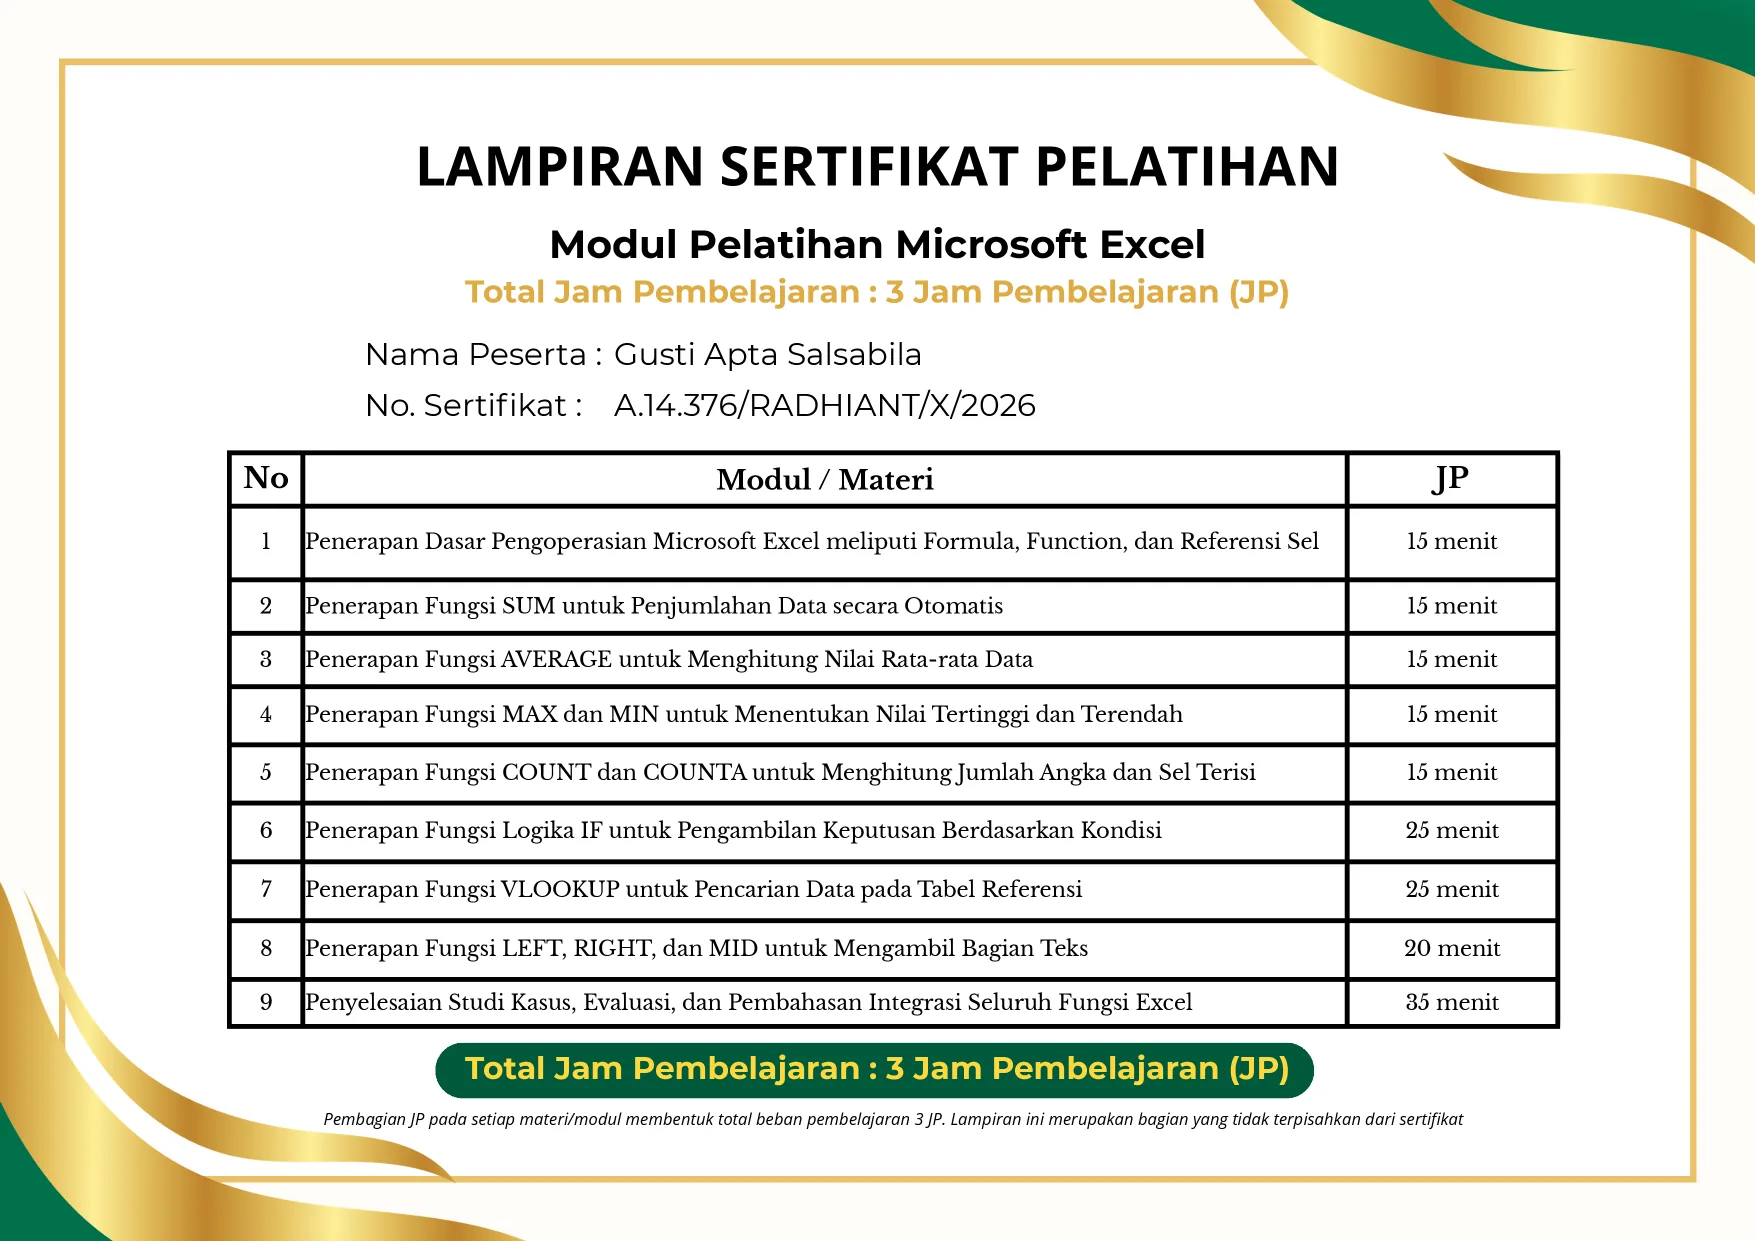 LAMPIRAN SERTIFIKAT PELATIHAN
Modul Pelatihan Microsoft Excel
Total Jam Pembelajaran : 3 Jam Pembelajaran (JP)
Nama Peserta : Gusti Apta Salsabila
No. Sertifikat : A.14.376/RADHIANT/X/2026
No Modul / Materi JP
1 Penerapan Dasar Pengoperasian Microsoft Excel meliputi Formula, Function, dan Referensi Sel 15 menit
2 Penerapan Fungsi SUM untuk Penjumlahan Data secara Otomatis 15 menit
3 Penerapan Fungsi AVERAGE untuk Menghitung Nilai Rata-rata Data 15 menit
4 Penerapan Fungsi MAX dan MIN untuk Menentukan Nilai Tertinggi dan Terendah 15 menit
5 Penerapan Fungsi COUNT dan COUNTA untuk Menghitung Jumlah Angka dan Sel Terisi 15 menit
6 Penerapan Fungsi Logika IF untuk Pengambilan Keputusan Berdasarkan Kondisi 25 menit
7 Penerapan Fungsi VLOOKUP untuk Pencarian Data pada Tabel Referensi 25 menit
8 Penerapan Fungsi LEFT, RIGHT, dan MID untuk Mengambil Bagian Teks 20 menit
9 Penyelesaian Studi Kasus, Evaluasi, dan Pembahasan Integrasi Seluruh Fungsi Excel 35 menit
Total Jam Pembelajaran : 3 Jam Pembelajaran (JP)
Pembagian JP pada setiap materi/modul membentuk total beban pembelajaran 3 JP. Lampiran ini merupakan bagian yang tidak terpisahkan dari sertifikat